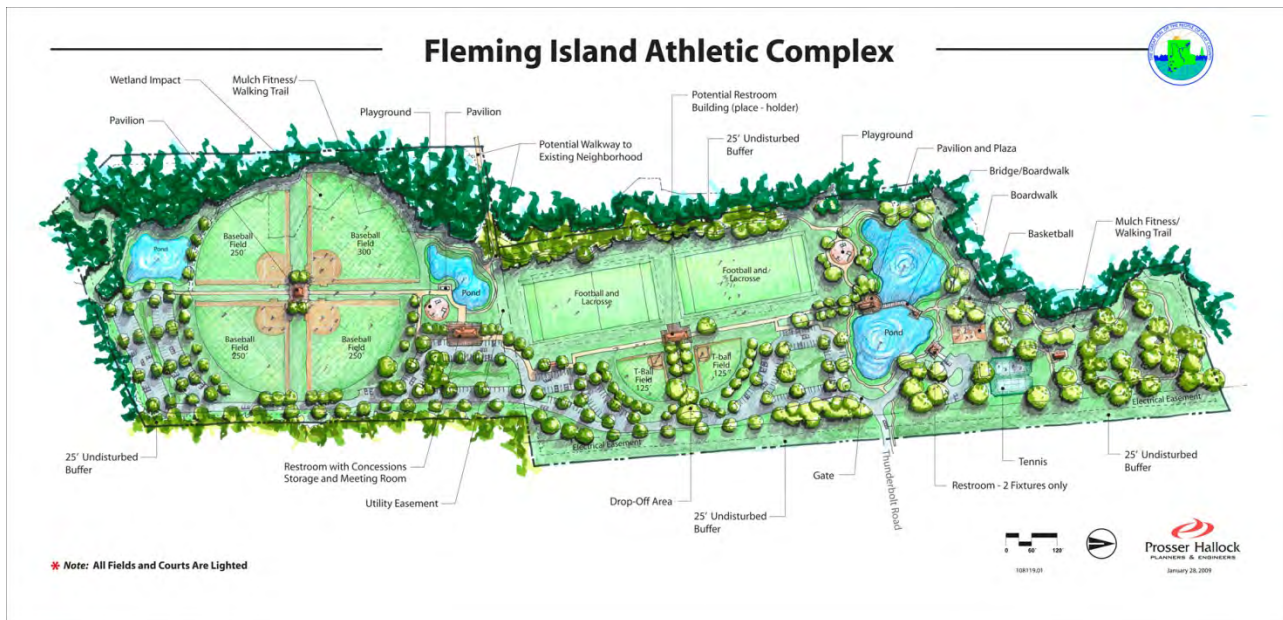 Fleming Island Athletic Complex
Wetland Impact
Mulch Fitness/
Walking Trail
Pavilion
Playground
Pavilion
Potential Walkway to
Existing Neighborhood
Potential Restroom
Building (place - holder)
25' Undisturbed
Buffer
Playground
Pavilion and Plaza
Bridge/Boardwalk
Boardwalk
Basketball
Mulch Fitness/
Walking Trail
Pond
Baseball
Field
250'
Baseball
Field
300'
Baseball
Field
250'
Baseball
Field
250'
Pond
Football and
Lacrosse
Football and
Lacrosse
T-Ball
Field
125'
T-ball
Field
125'
Pond
Electrical Easement
Electrical Easement
25' Undisturbed
Buffer
Restroom with Concessions
Storage and Meeting Room
Utility Easement
Drop-Off Area
25' Undisturbed
Buffer
Gate
Thunderbolt Road
Restroom - 2 Fixtures only
Tennis
25' Undisturbed
Buffer
* Note: All Fields and Courts Are Lighted
0 60' 120'
108119.01
Prosser Hallock
PLANNERS & ENGINEERS
January 28, 2009